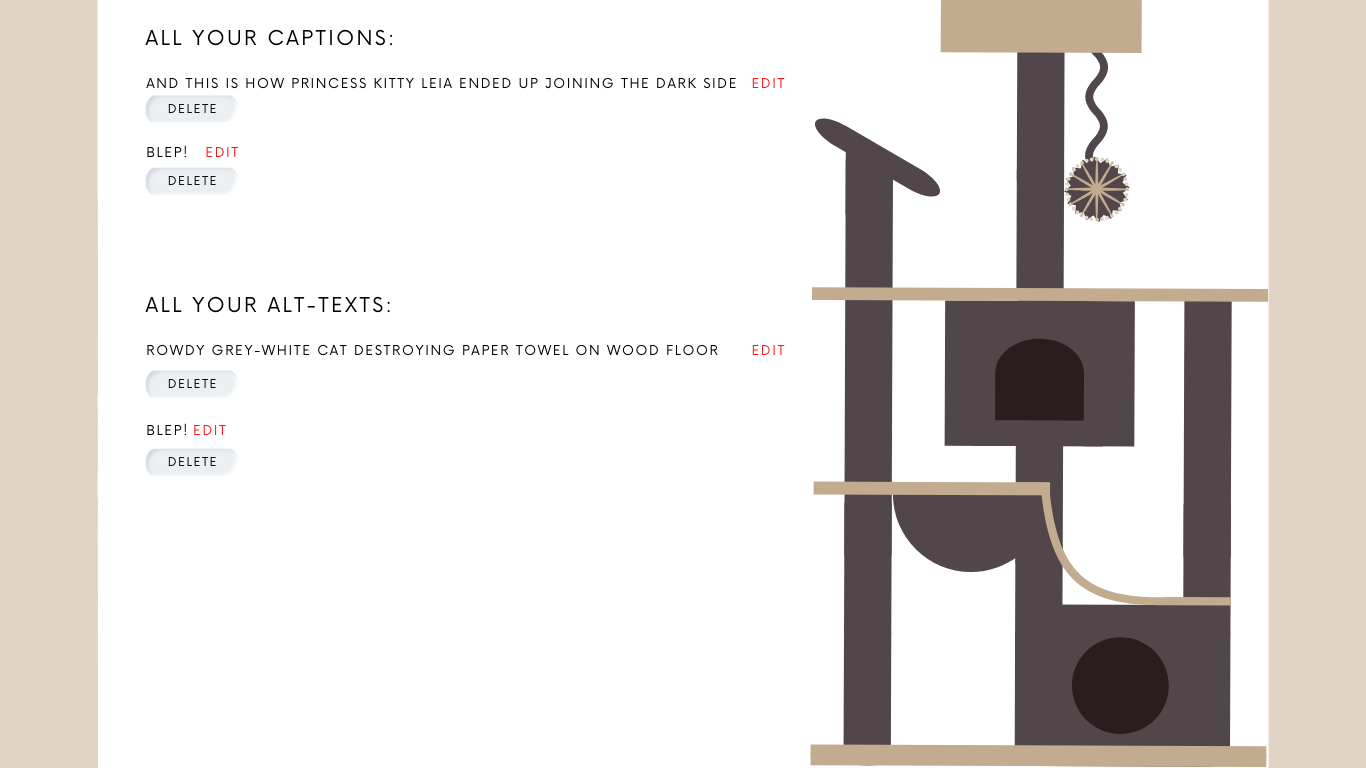 ALL YOUR CAPTIONS:
AND THIS IS HOW PRINCESS KITTY LEIA ENDED UP JOINING THE DARK SIDE EDIT
DELETE
BLEP! EDIT
DELETE
ALL YOUR ALT-TEXTS:
ROWDY GREY-WHITE CAT DESTROYING PAPER TOWEL ON WOOD FLOOR EDIT
DELETE
BLEP! EDIT
DELETE